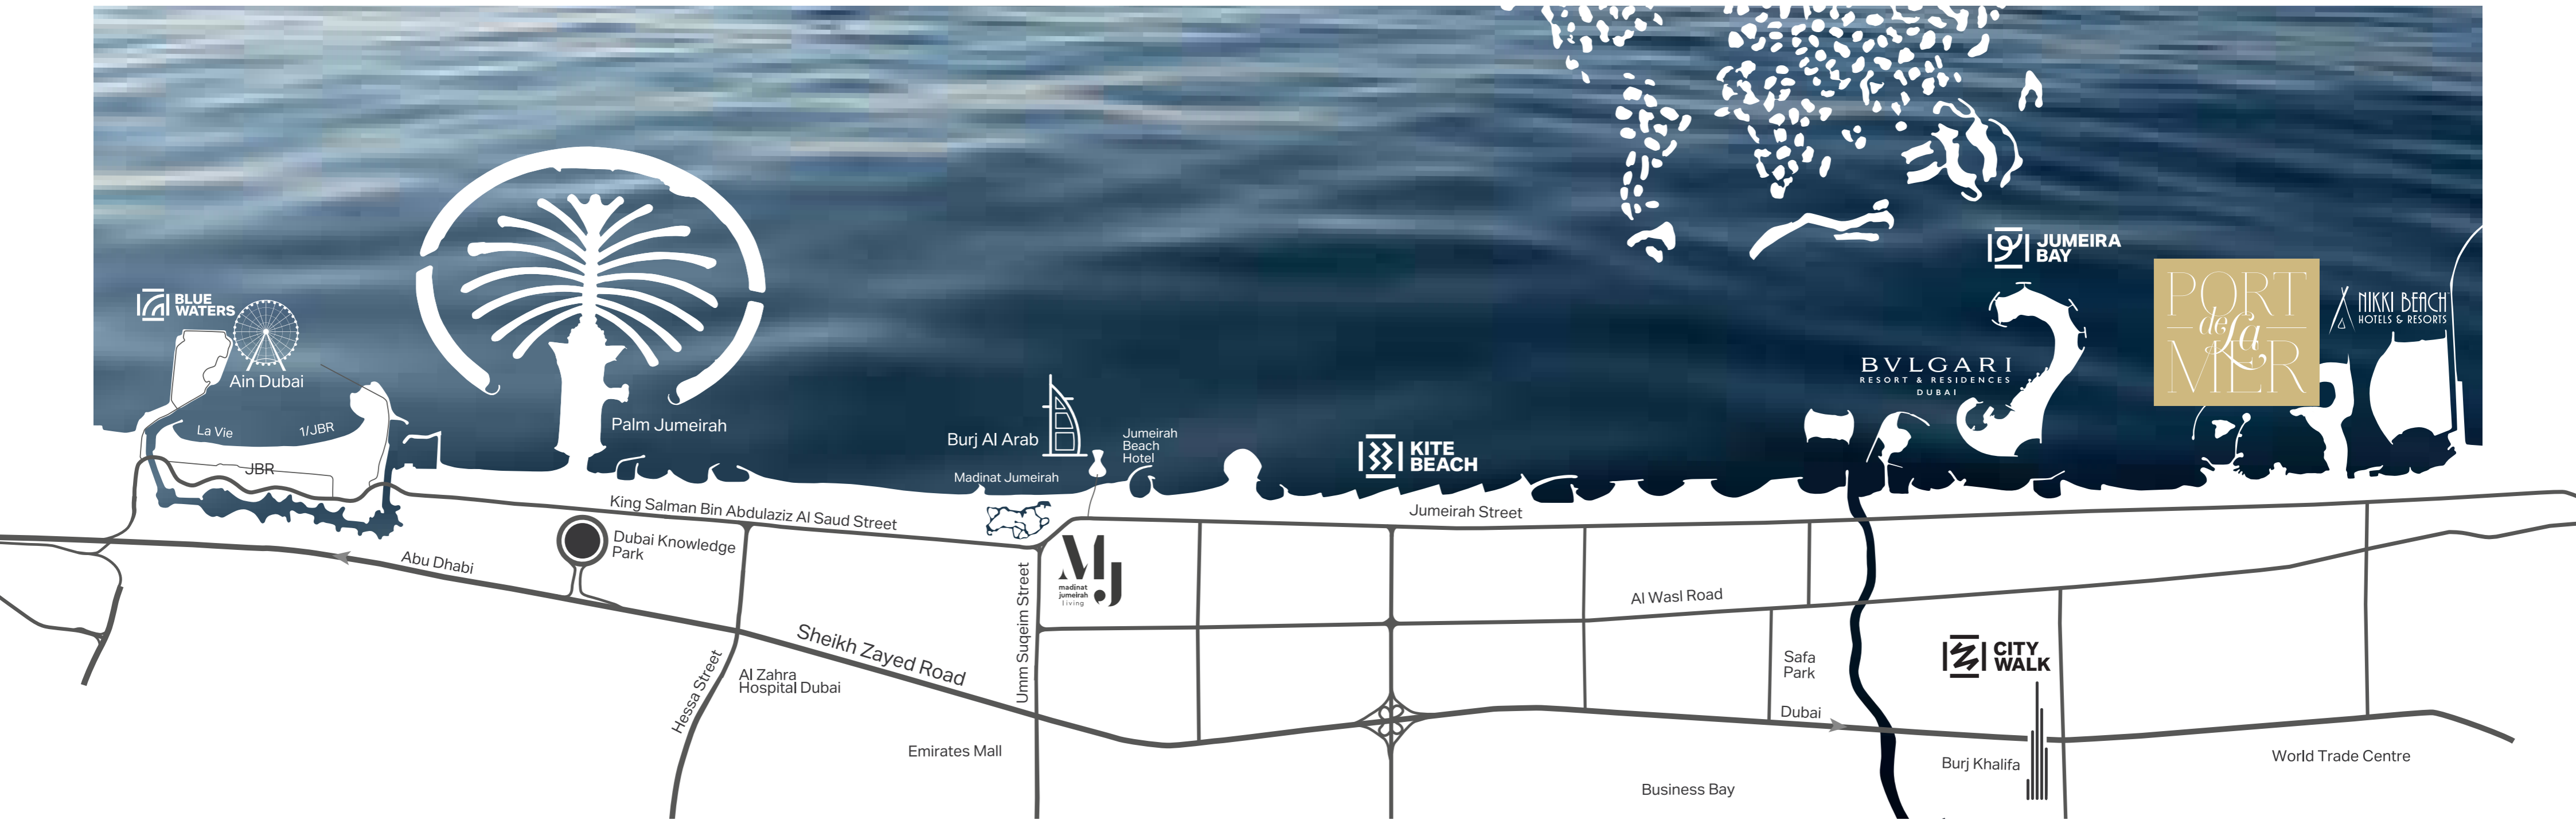 JUMEIRA
BAY
PORT
de la
MER
NIKKI BEACH
HOTELS & RESORTS
BLUE
WATERS
Ain Dubai
BVLGARI
RESORT & RESIDENCES
DUBAI
La Vie
1/JBR
JBR
Palm Jumeirah
Burj Al Arab
Jumeirah
Beach
Hotel
Madinat Jumeirah
KITE
BEACH
King Salman Bin Abdulaziz Al Saud Street
Jumeirah Street
Dubai Knowledge
Park
Abu Dhabi
MJ
madinat
jumeirah
living
Umm Suqeim Street
Al Wasl Road
Sheikh Zayed Road
Hessa Street
Al Zahra
Hospital Dubai
Safa
Park
CITY
WALK
Dubai
Emirates Mall
Burj Khalifa
World Trade Centre
Business Bay